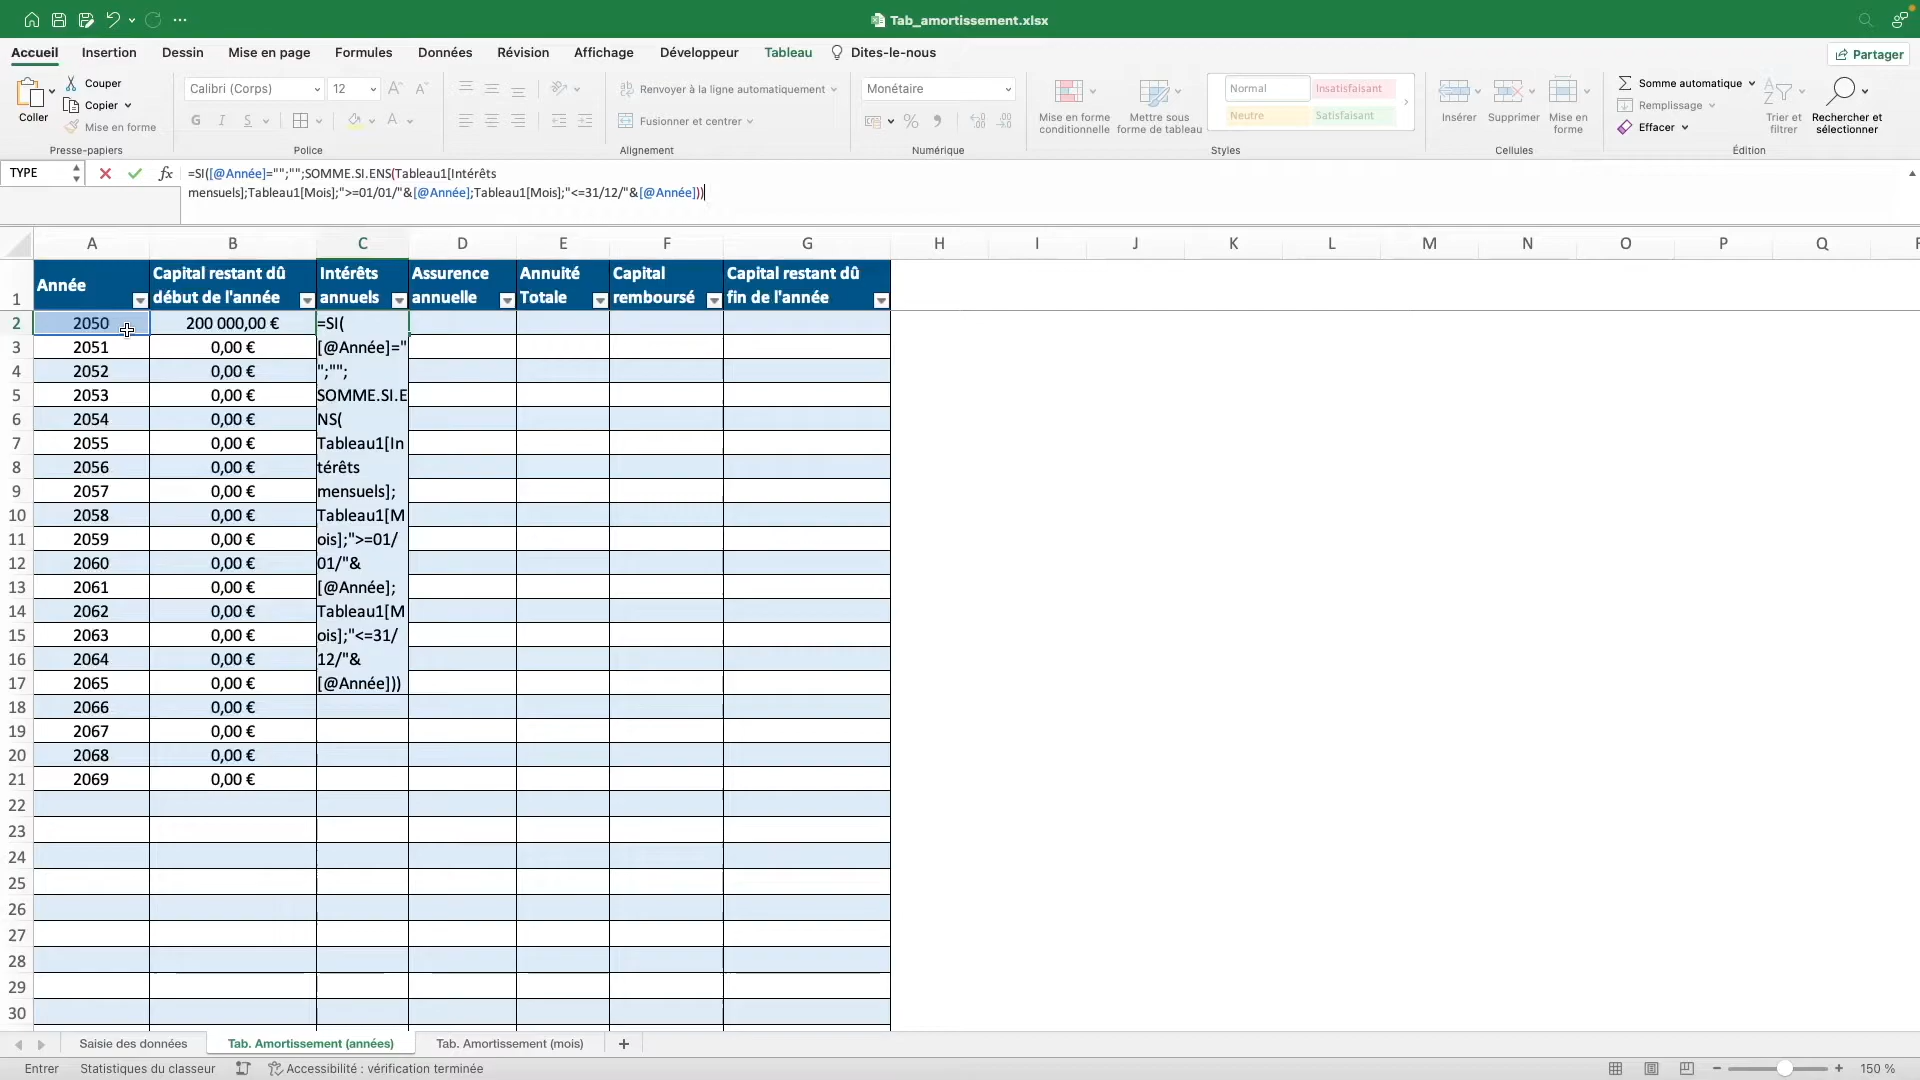 Tab_amortissement.xlsx
Accueil Insertion Dessin Mise en page Formules Données Révision Affichage Développeur Tableau Dites-le-nous Partager
Coller
Couper
Copier
Mise en forme
Presse-papiers
Calibri (Corps) 12
G I S
Police
Renvoyer à la ligne automatiquement
Fusionner et centrer
Alignement
Monétaire
Numérique
Mise en forme conditionnelle
Mettre sous forme de tableau
Normal Insatisfaisant
Neutre Satisfaisant
Styles
Insérer Supprimer Mise en forme
Cellules
Somme automatique
Remplissage
Effacer
Trier et filtrer
Rechercher et sélectionner
Édition
TYPE
fx =SI([@Année]="";"";SOMME.SI.ENS(Tableau1[Intérêts
mensuels];Tableau1[Mois];">=01/01/"&[@Année];Tableau1[Mois];"<=31/12/"&[@Année]))
A B C D E F G H I J K L M N O P Q
1 Année
Capital restant dû
début de l'année
Intérêts
annuels
Assurence
annuelle
Annuité
Totale
Capital
remboursé
Capital restant dû
fin de l'année
2 2050 200 000,00 € =SI(
3 2051 0,00 € [@Année]="
4 2052 0,00 € ";"";
5 2053 0,00 € SOMME.SI.E
6 2054 0,00 € NS(
7 2055 0,00 € Tableau1[In
8 2056 0,00 € térêts
9 2057 0,00 € mensuels];
10 2058 0,00 € Tableau1[M
11 2059 0,00 € ois];">=01/
12 2060 0,00 € 01/"&
13 2061 0,00 € [@Année];
14 2062 0,00 € Tableau1[M
15 2063 0,00 € ois];"<=31/
16 2064 0,00 € 12/"&
17 2065 0,00 € [@Année]))
18 2066 0,00 €
19 2067 0,00 €
20 2068 0,00 €
21 2069 0,00 €
22
23
24
25
26
27
28
29
30
Saisie des données Tab. Amortissement (années) Tab. Amortissement (mois)
Entrer Statistiques du classeur Accessibilité : vérification terminée 150 %